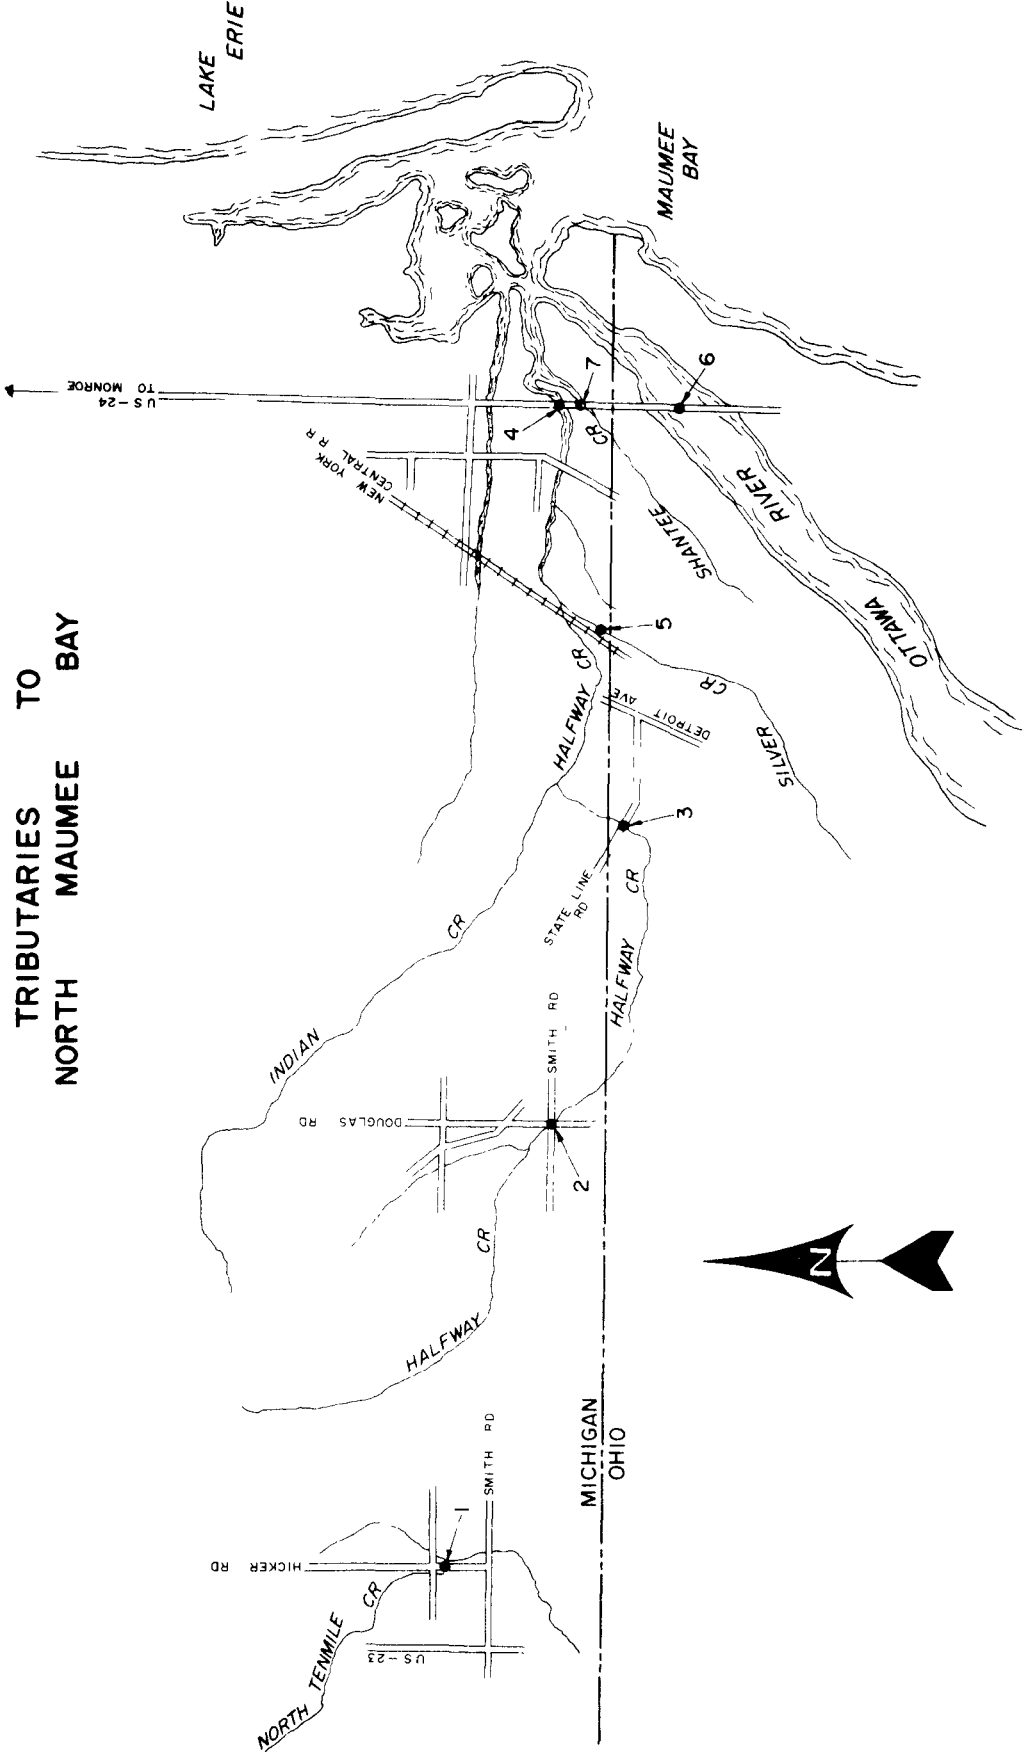 TRIBUTARIES TO
NORTH MAUMEE BAY
LAKE
ERIE
MAUMEE
BAY
US-24
TO MONROE
NEW YORK
CENTRAL R R
4
7
6
CR
SHANTEE
OTTAWA RIVER
5
HALFWAY CR
DETROIT AVE
SILVER CR
3
STATE LINE
RD
HALFWAY CR
INDIAN CR
SMITH RD
DOUGLAS RD
2
HALFWAY CR
N
MICHIGAN
OHIO
SMITH RD
1
HICKER RD
NORTH TENMILE CR
US-23